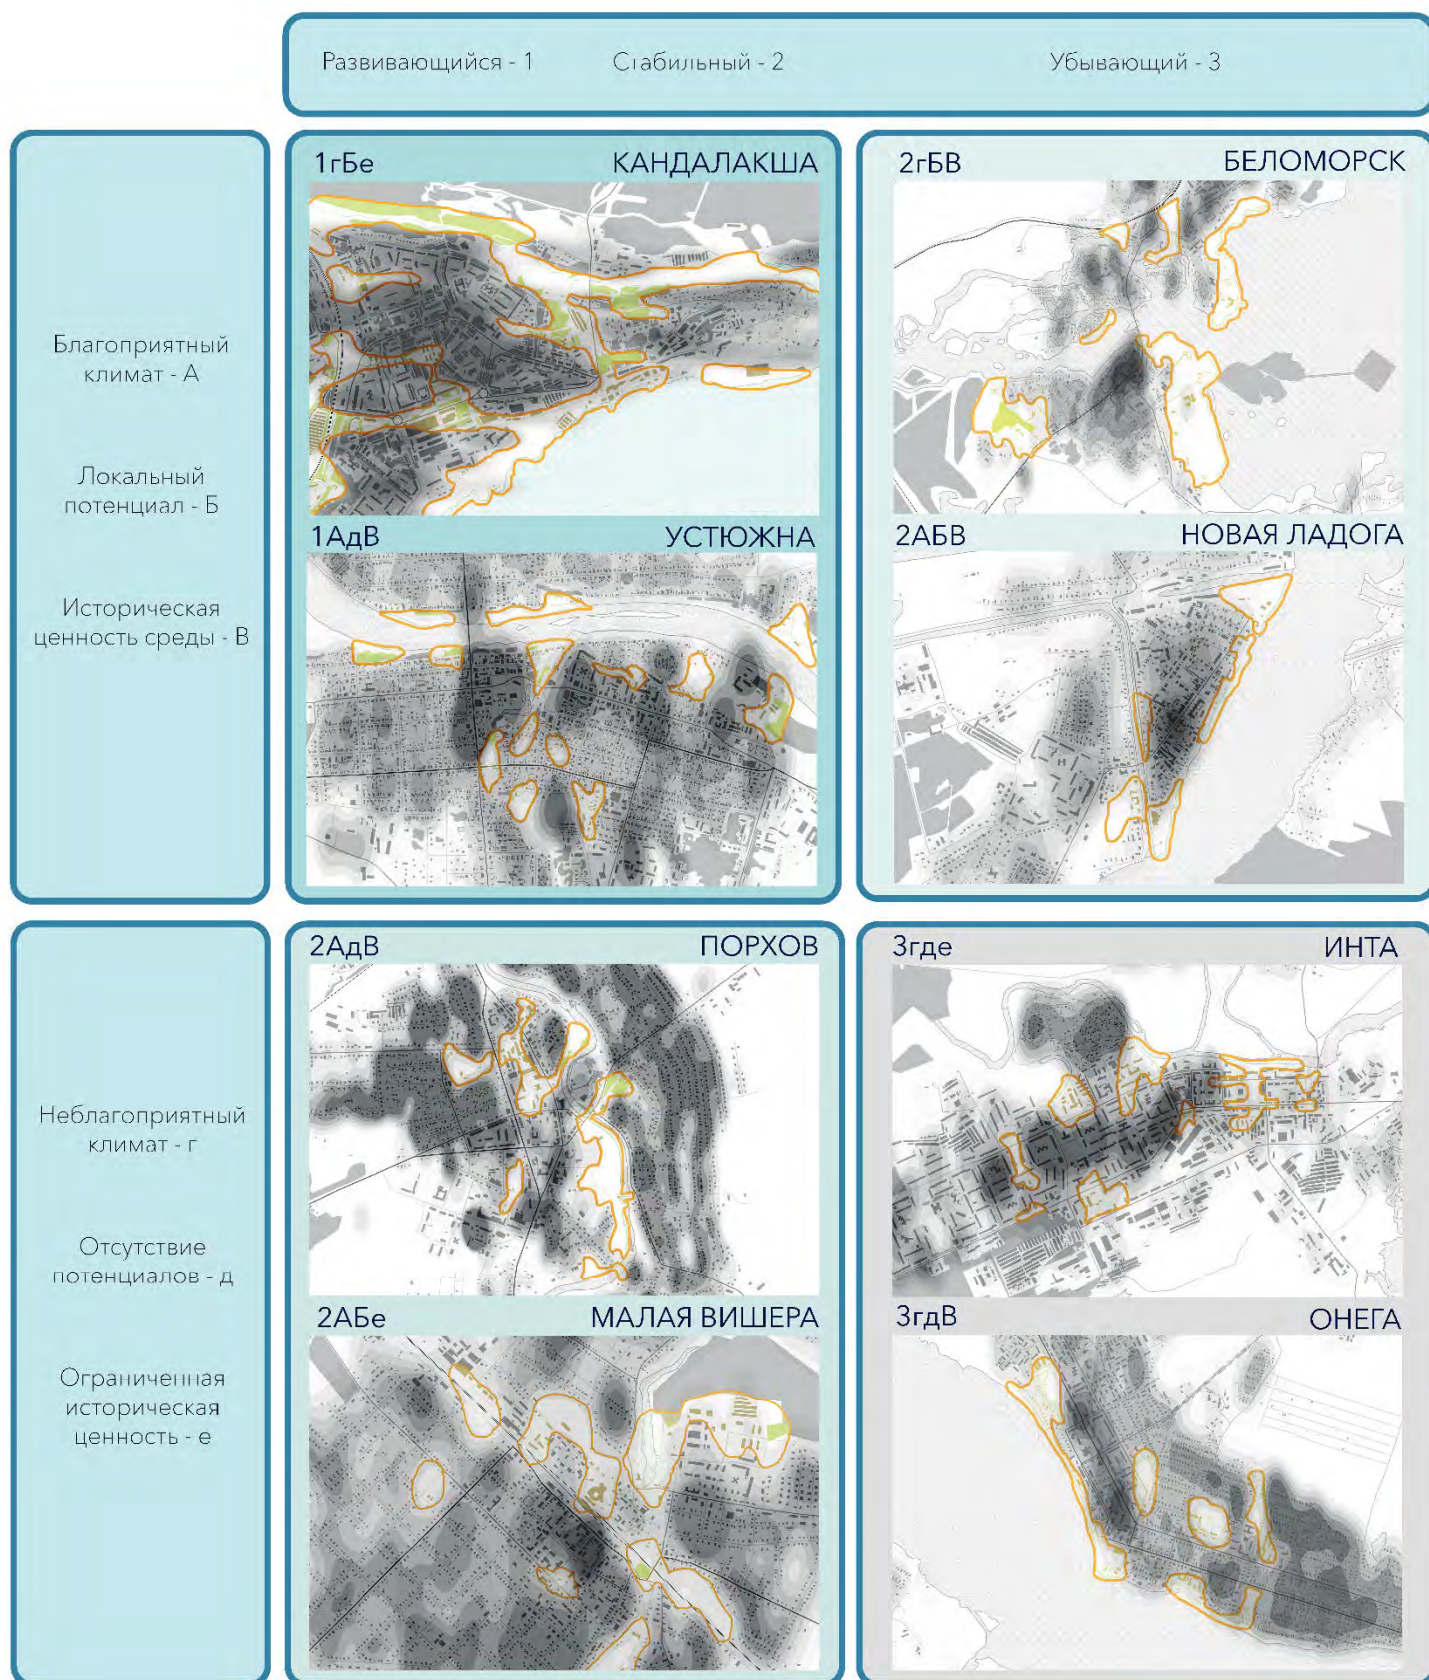 Развивающийся - 1
Стабильный - 2
Убывающий - 3
Благоприятный
климат - А
Локальный
потенциал - Б
Историческая
ценность среды - В
1гБе
КАНДАЛАКША
2гБВ
БЕЛОМОРСК
1АдВ
УСТЮЖНА
2АБВ
НОВАЯ ЛАДОГА
Неблагоприятный
климат - г
Отсутствие
потенциалов - д
Ограниченная
историческая
ценность - е
2АдВ
ПОРХОВ
3где
ИНТА
2АБе
МАЛАЯ ВИШЕРА
3гдВ
ОНЕГА